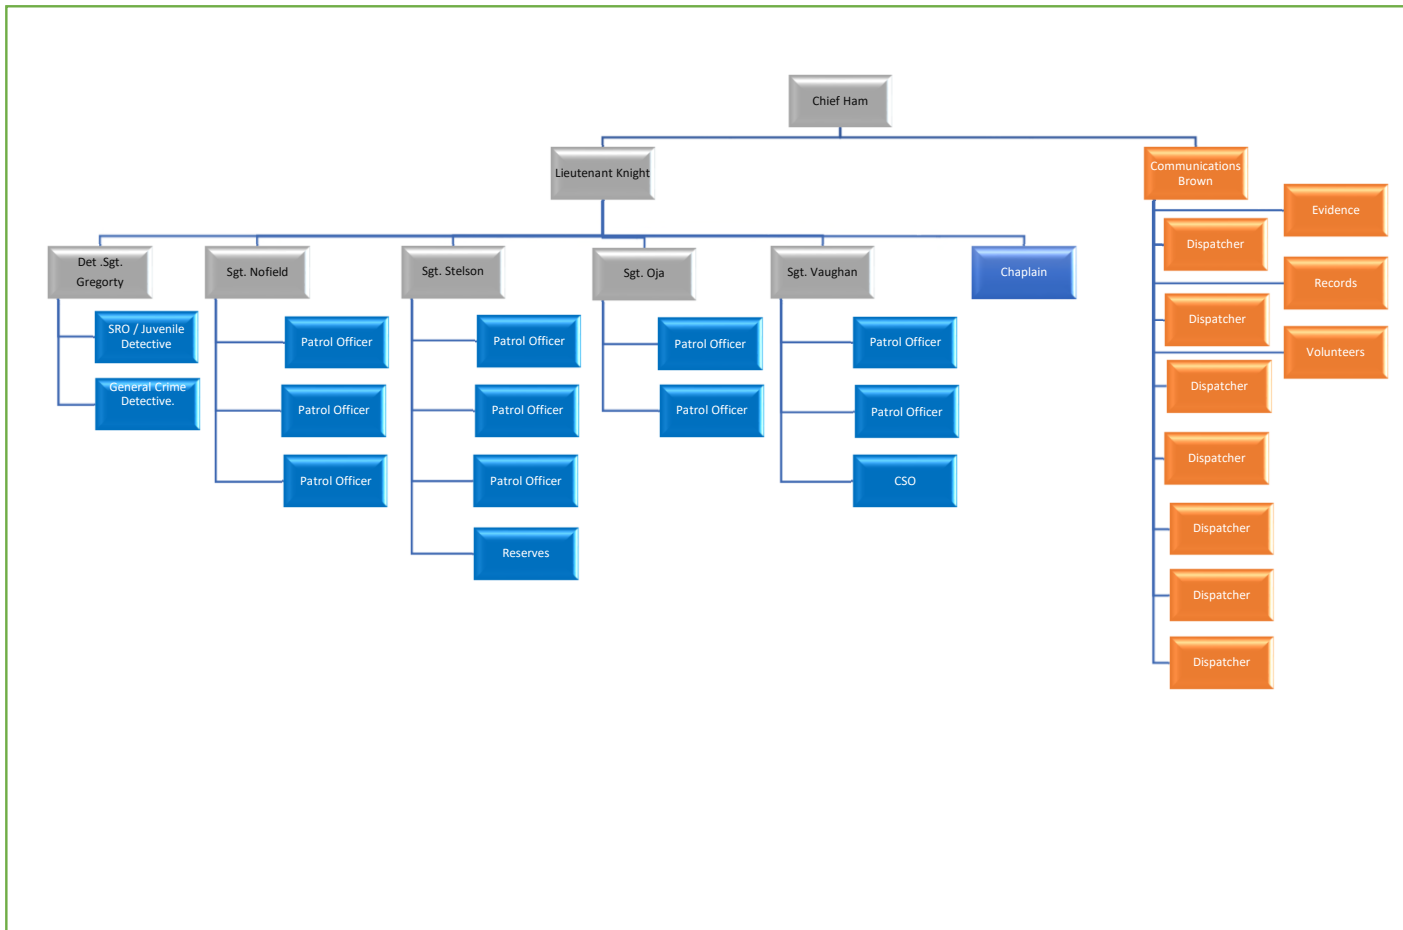 Chief Ham
Lieutenant Knight
Communications
Brown
Det .Sgt.
Gregorty
Sgt. Nofield
Sgt. Stelson
Sgt. Oja
Sgt. Vaughan
Chaplain
SRO / Juvenile
Detective
General Crime
Detective.
Patrol Officer
Patrol Officer
Patrol Officer
Patrol Officer
Patrol Officer
Patrol Officer
Reserves
Patrol Officer
Patrol Officer
Patrol Officer
Patrol Officer
CSO
Evidence
Dispatcher
Records
Dispatcher
Volunteers
Dispatcher
Dispatcher
Dispatcher
Dispatcher
Dispatcher